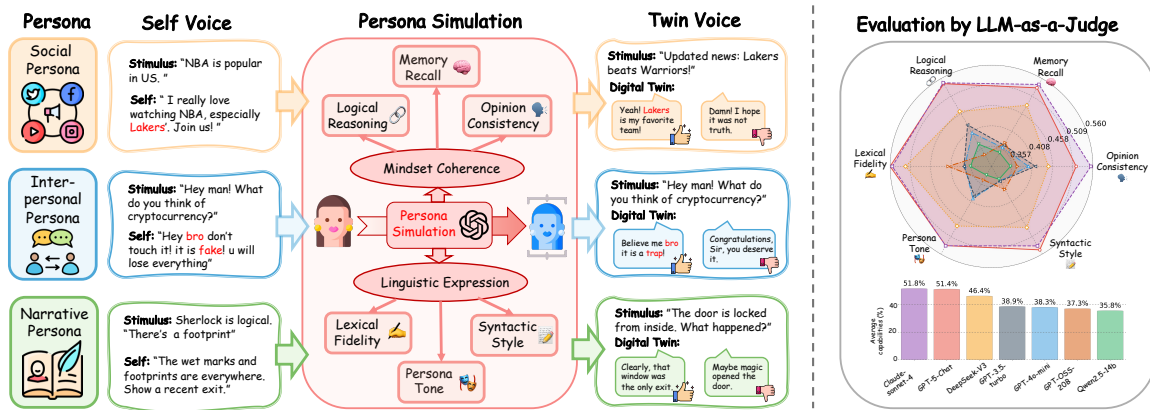 Persona
Self Voice
Persona Simulation
Twin Voice
Evaluation by LLM-as-a-Judge
Social
Persona
Stimulus: "NBA is popular
in US. "
Self: " I really love
watching NBA, especially
Lakers'. Join us! "
Inter-
personal
Persona
Stimulus: "Hey man! What
do you think of
cryptocurrency?"
Self: "Hey bro don't
touch it! it is fake! u will
lose everything"
Narrative
Persona
Stimulus: Sherlock is logical.
"There's a footprint"
Self: "The wet marks and
footprints are everywhere.
Show a recent exit."
Memory
Recall
Logical
Reasoning
Opinion
Consistency
Mindset Coherence
Persona
Simulation
Linguistic Expression
Lexical
Fidelity
Syntactic
Style
Persona
Tone
Stimulus: "Updated news: Lakers
beats Warriors!"
Digital Twin:
Yeah! Lakers
is my favorite
team!
Damn! I hope
it was not
truth.
Stimulus: "Hey man! What do
you think of cryptocurrency?"
Digital Twin:
Believe me bro
it is a trap!
Congratulations,
Sir, you deserve
it.
Stimulus: "The door is locked
from inside. What happened?"
Digital Twin:
Clearly, that
window was
the only exit.
Maybe magic
opened the
door.
Logical
Reasoning
Memory
Recall
Lexical
Fidelity
Opinion
Consistency
Persona
Tone
Syntactic
Style
0.560
0.509
0.458
0.408
0.357
Average
capabilities (%)
40
20
0
51.8%
51.4%
46.4%
38.9%
38.3%
37.3%
35.8%
Claude-
sonnet-4
GPT-5-Chat
DeepSeek-V3
GPT-3.5-
turbo
GPT-4o-mini
GPT-OSS-
20B
Qwen2.5-14b